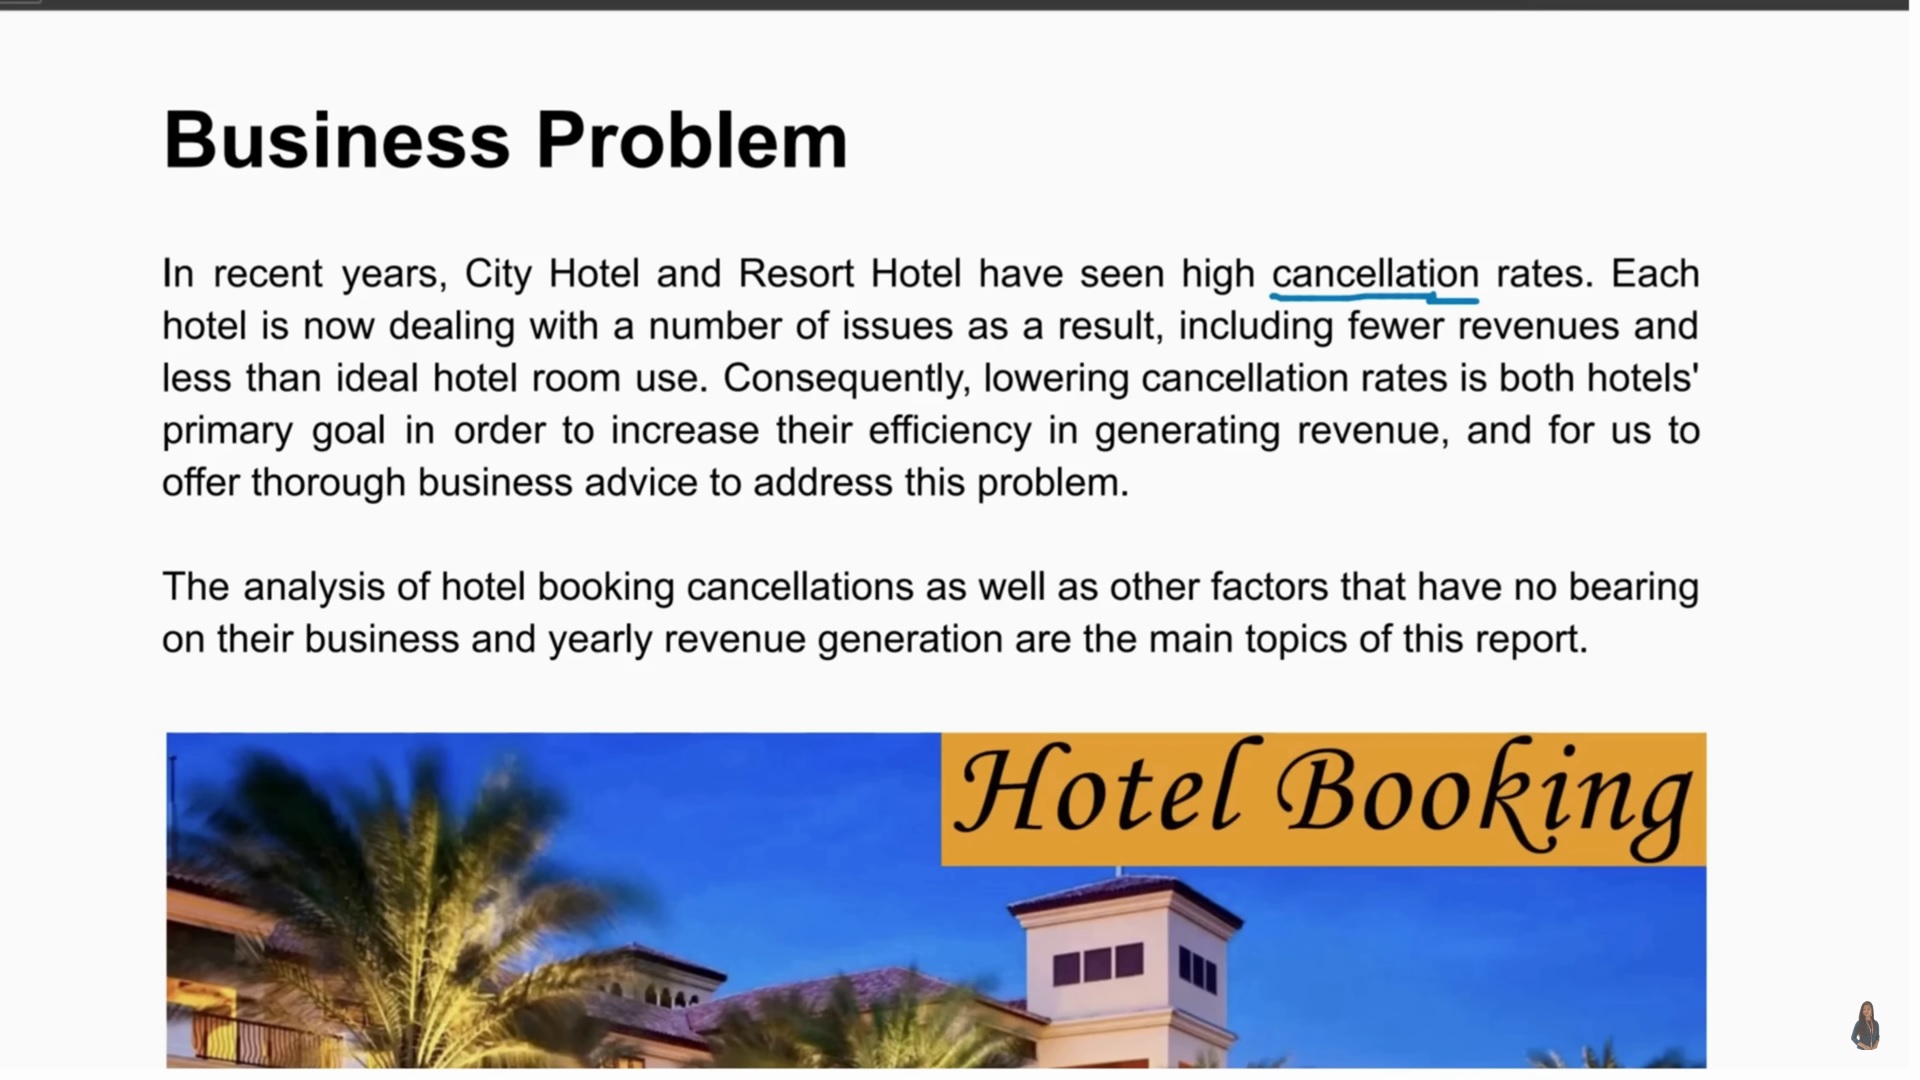 Business Problem
In recent years, City Hotel and Resort Hotel have seen high cancellation rates. Each
hotel is now dealing with a number of issues as a result, including fewer revenues and
less than ideal hotel room use. Consequently, lowering cancellation rates is both hotels'
primary goal in order to increase their efficiency in generating revenue, and for us to
offer thorough business advice to address this problem.
The analysis of hotel booking cancellations as well as other factors that have no bearing
on their business and yearly revenue generation are the main topics of this report.
Hotel Booking